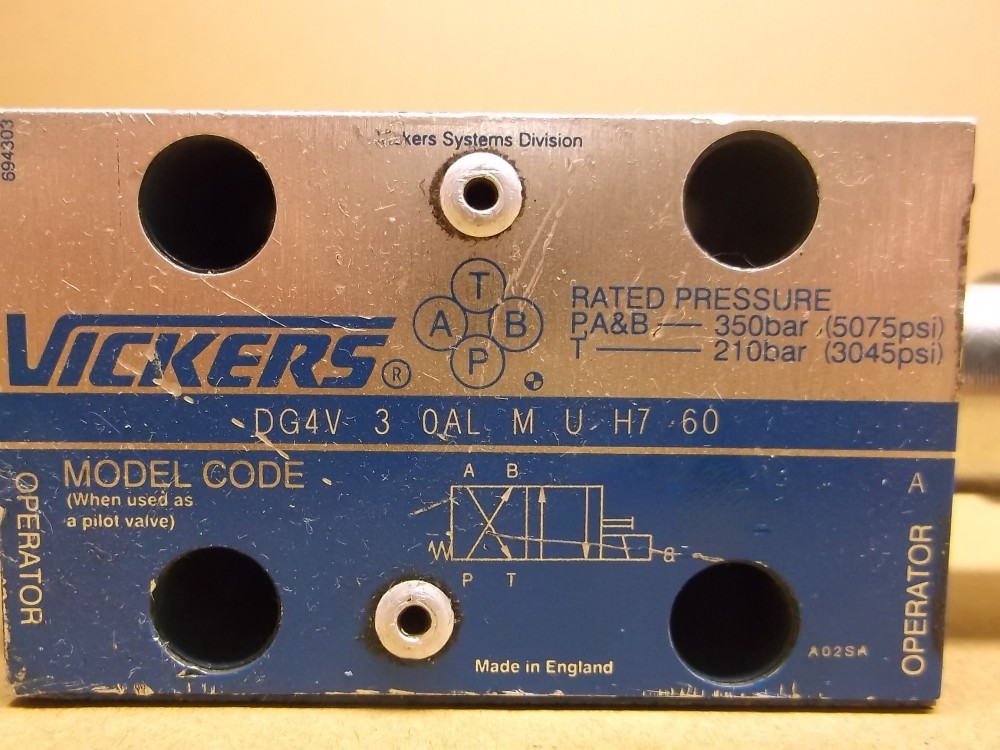 694303
Vickers Systems Division
T
A B
P
VICKERS ®
RATED PRESSURE
P,A&B — 350bar (5075psi)
T — 210bar (3045psi)
DG4V 3 0AL M U H7 60
MODEL CODE
(When used as
a pilot valve)
OPERATOR
A B
P T
a
A
OPERATOR
A02SA
Made in England